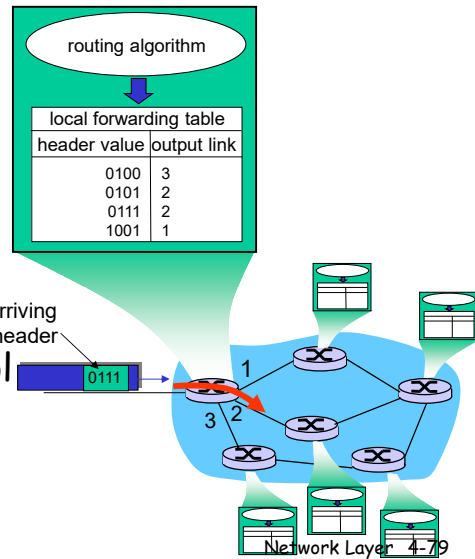 routing algorithm
local forwarding table
header value output link
0100 3
0101 2
0111 2
1001 1
rriving
header
0111
1
3 2
Network Layer 4-79